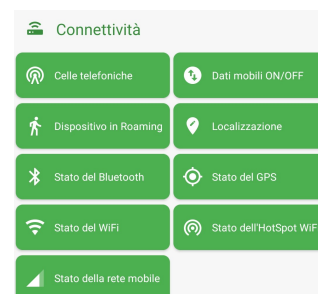 Connettività
Celle telefoniche
Dati mobili ON/OFF
Dispositivo in Roaming
Localizzazione
Stato del Bluetooth
Stato del GPS
Stato del WiFi
Stato dell'HotSpot WiF
Stato della rete mobile